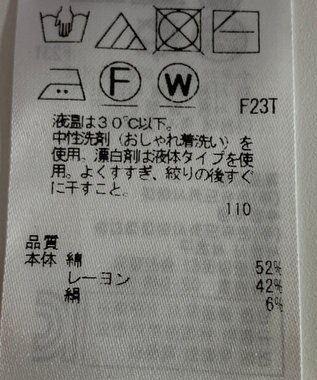 F W
F23T
液温は30℃以下。
中性洗剤（おしゃれ着洗い）を
使用。漂白剤は液体タイプを使
用。よくすすぎ、絞りの後すぐ
に干すこと。
110
品質
本体 綿 52%
レーヨン 42%
絹 6%